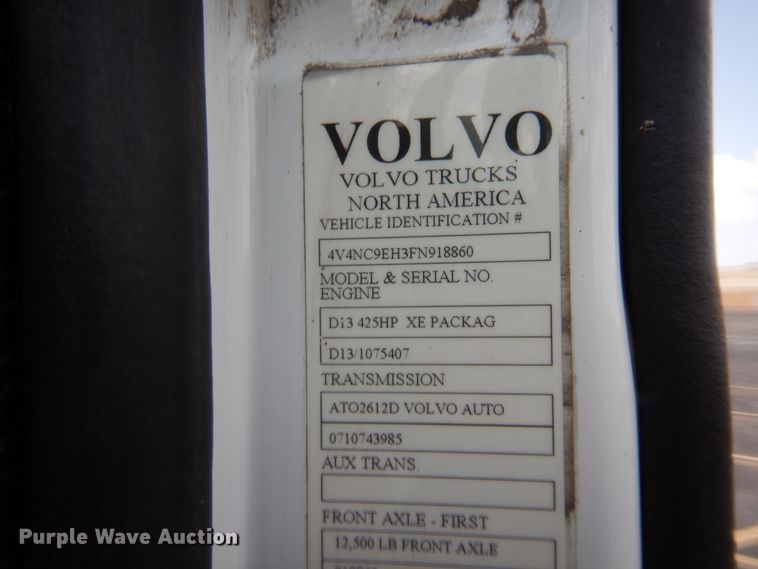 VOLVO
VOLVO TRUCKS
NORTH AMERICA
VEHICLE IDENTIFICATION #
4V4NC9EH3FN918860
MODEL & SERIAL NO.
ENGINE
Di3 425HP XE PACKAG
D13/1075407
TRANSMISSION
ATO2612D VOLVO AUTO
0710743985
AUX TRANS.
FRONT AXLE - FIRST
12,500 LB FRONT AXLE
Purple Wave Auction